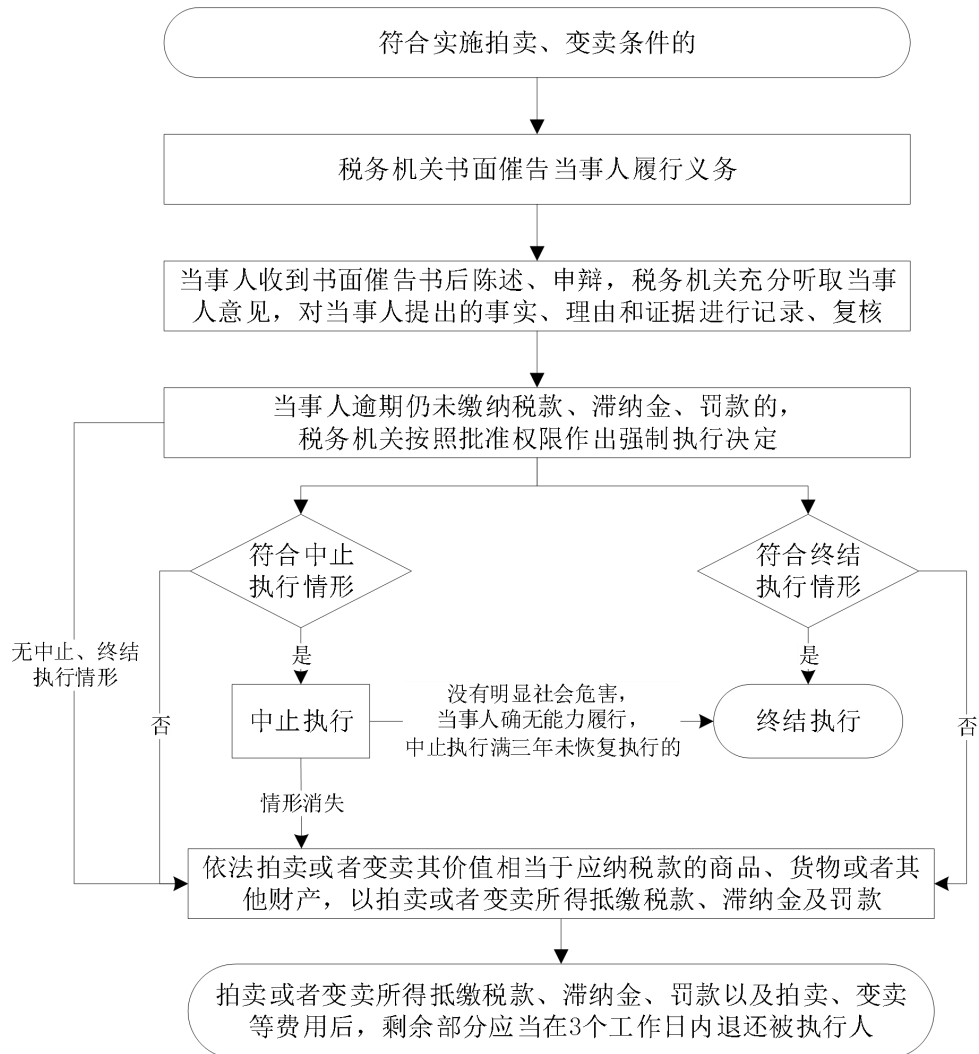 符合实施拍卖、变卖条件的
税务机关书面催告当事人履行义务
当事人收到书面催告书后陈述、申辩，税务机关充分听取当事
人意见，对当事人提出的事实、理由和证据进行记录、复核
当事人逾期仍未缴纳税款、滞纳金、罚款的，
税务机关按照批准权限作出强制执行决定
符合中止
执行情形
符合终结
执行情形
无中止、终结
执行情形
是
是
否
中止执行
没有明显社会危害，
当事人确无能力履行，
中止执行满三年未恢复执行的
终结执行
否
情形消失
依法拍卖或者变卖其价值相当于应纳税款的商品、货物或者其
他财产，以拍卖或者变卖所得抵缴税款、滞纳金及罚款
拍卖或者变卖所得抵缴税款、滞纳金、罚款以及拍卖、变卖
等费用后，剩余部分应当在3个工作日内退还被执行人